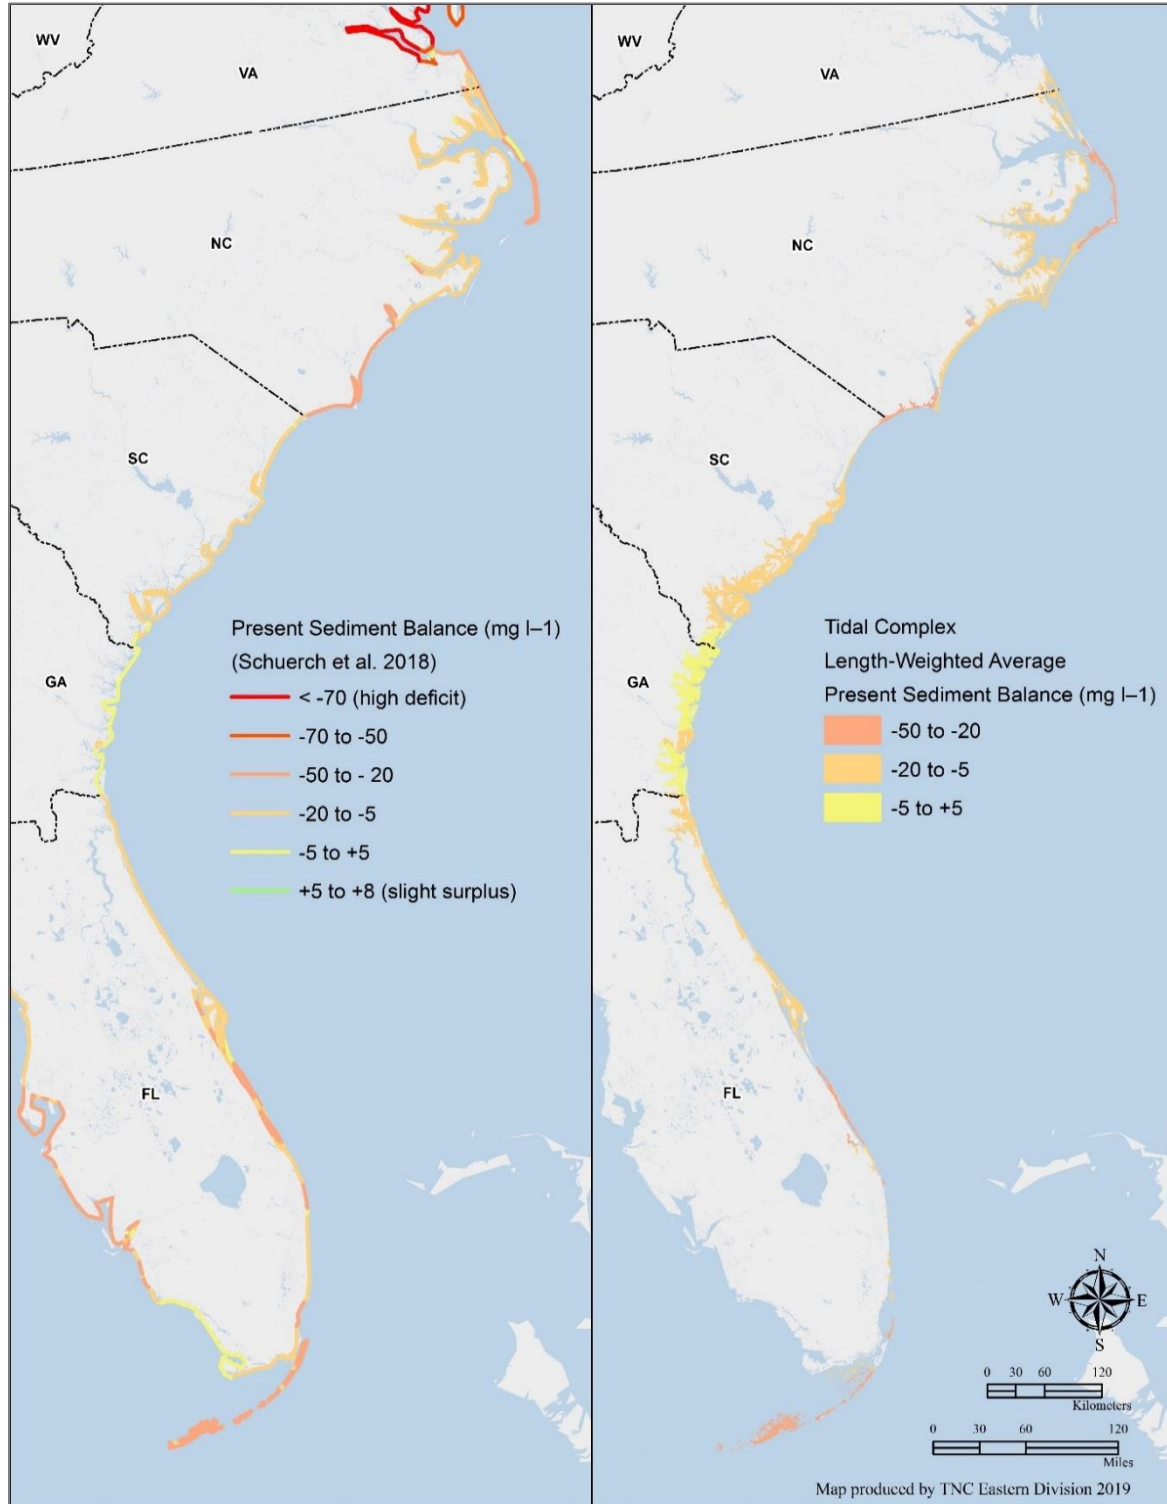 WV
VA
NC
SC
GA
FL
Present Sediment Balance (mg l–1)
(Schuerch et al. 2018)
< -70 (high deficit)
-70 to -50
-50 to - 20
-20 to -5
-5 to +5
+5 to +8 (slight surplus)
WV
VA
NC
SC
GA
FL
Tidal Complex
Length-Weighted Average
Present Sediment Balance (mg l–1)
-50 to -20
-20 to -5
-5 to +5
N
W E
S
0 30 60 120
Kilometers
0 30 60 120
Miles
Map produced by TNC Eastern Division 2019